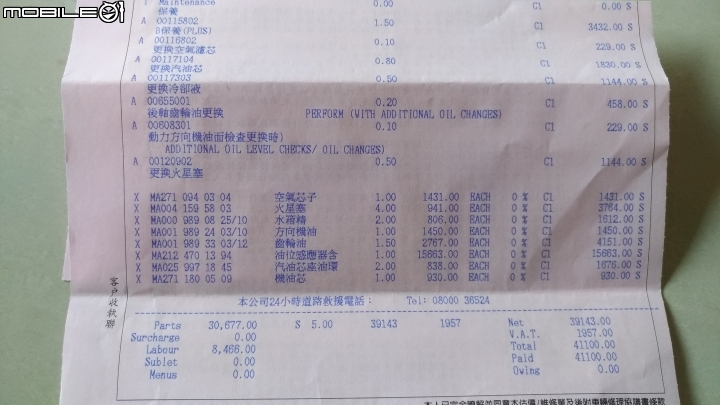 Mobile01
I Maintenance 0.00 C1 0.00 S
保養
A 00115802 1.50 C1 3432.00 S
B保養(PLUS)
A 00116802 0.10 C1 229.00 S
更換空氣濾芯
A 00117104 0.80 C1 1830.00 S
更換汽油芯
A 00117303 0.50 C1 1144.00 S
更換冷卻液
A 00655001 0.20 C1 458.00 S
後軸齒輪油更換 PERFORM (WITH ADDITIONAL OIL CHANGES)
A 00608301 0.10 C1 229.00 S
動力方向機油面檢查更換時)
ADDITIONAL OIL LEVEL CHECKS/ OIL CHANGES)
A 00120902 0.50 C1 1144.00 S
更換火星塞
X MA271 094 03 04 空氣芯子 1.00 1431.00 EACH 0 % C1 1431.00 S
X MA004 159 58 03 火星塞 4.00 941.00 EACH 0 % C1 3764.00 S
X MA000 989 08 25/10 水箱精 2.00 806.00 EACH 0 % C1 1612.00 S
X MA001 989 24 03/10 方向機油 1.00 1450.00 EACH 0 % C1 1450.00 S
X MA001 989 33 03/12 齒輪油 1.50 2767.00 EACH 0 % C1 4151.00 S
X MA212 470 13 94 油位感應器含 1.00 15663.00 EACH 0 % C1 15663.00 S
X MA025 997 18 45 汽油芯座油環 2.00 838.00 EACH 0 % C1 1676.00 S
X MA271 180 05 09 機油芯 1.00 930.00 EACH 0 % C1 930.00 S
客戶收執聯
本公司24小時道路救援電話： Tel: 08000 36524
Parts 30,677.00 S 5.00 39143 1957 Net 39143.00
Surcharge 0.00 V.A.T. 1957.00
Labour 8,466.00 Total 41100.00
Sublet 0.00 Paid 41100.00
Menus 0.00 Owing 0.00